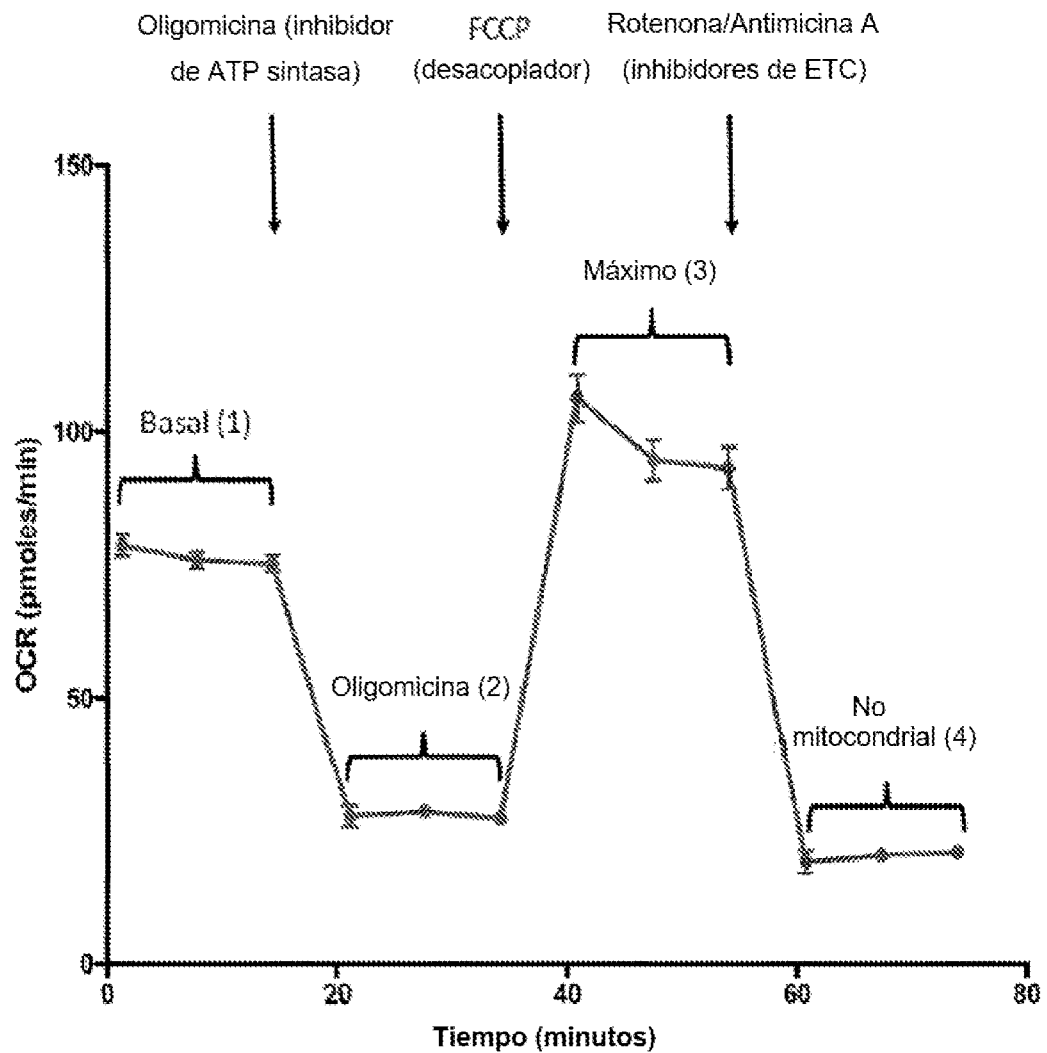 Oligomicina (inhibidor
de ATP sintasa)
FCCP
(desacoplador)
Rotenona/Antimicina A
(inhibidores de ETC)
150
100
50
0
OCR (pmoles/min)
Basal (1)
Oligomicina (2)
Máximo (3)
No
mitocondrial (4)
0
20
40
60
80
Tiempo (minutos)